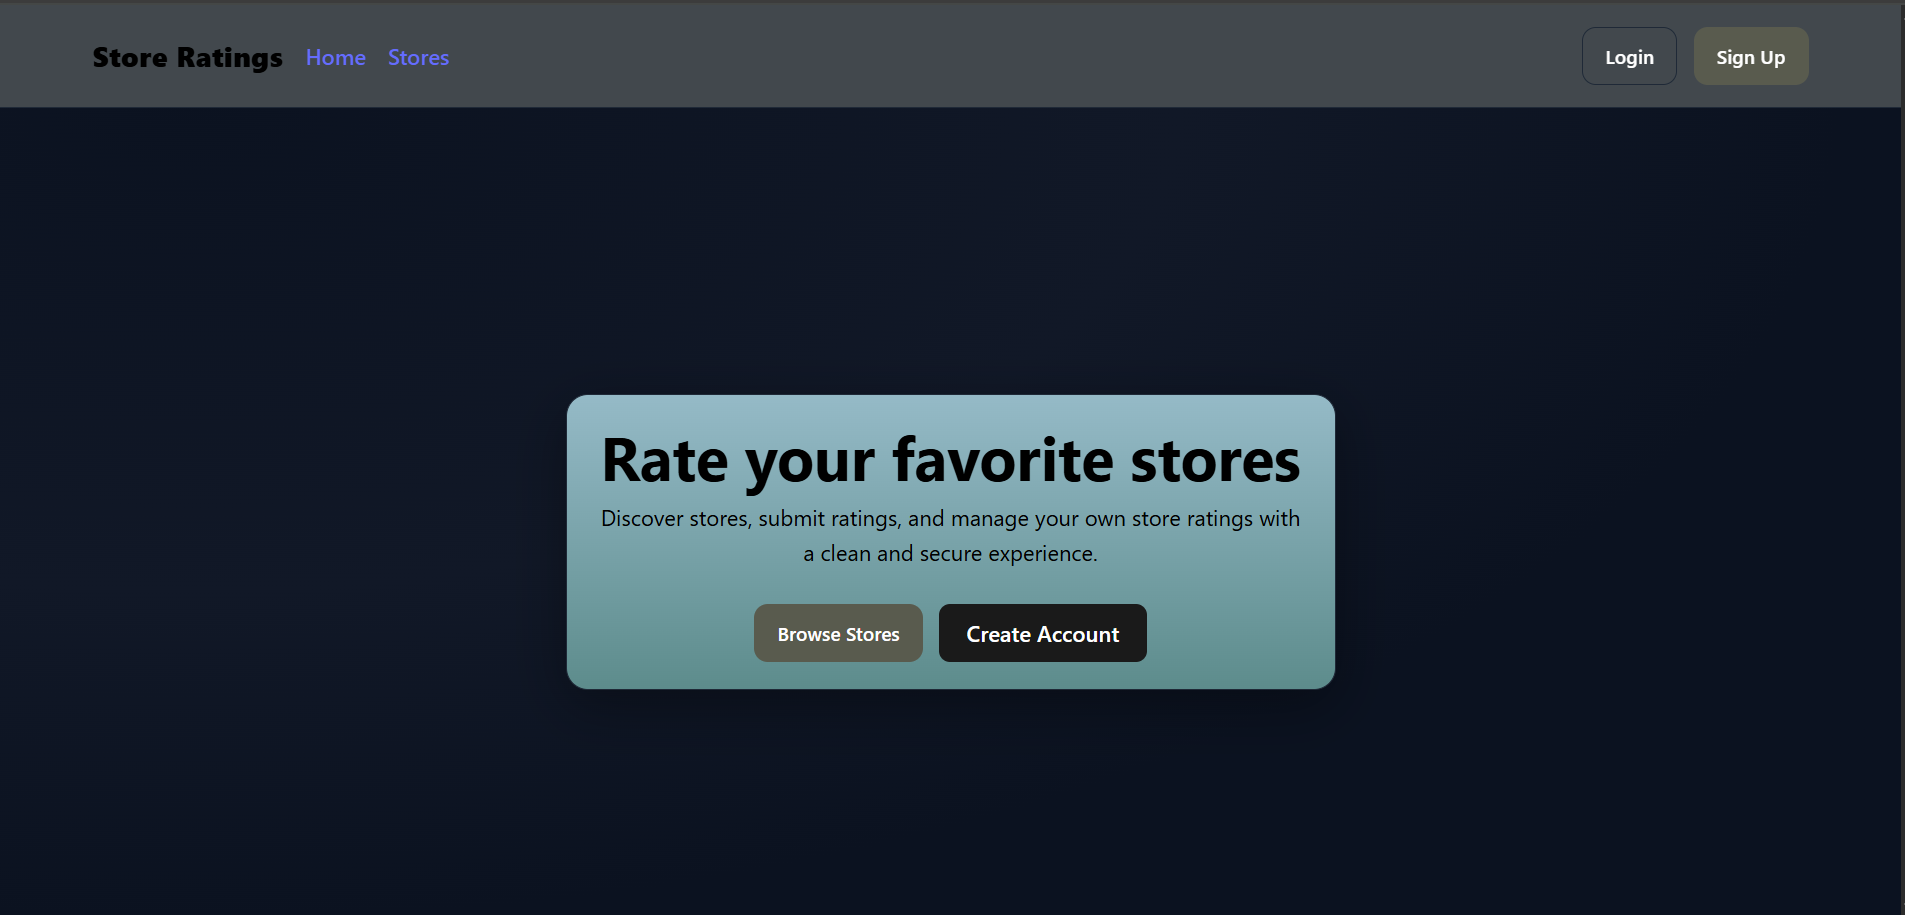 Store Ratings Home Stores Login Sign Up
Rate your favorite stores
Discover stores, submit ratings, and manage your own store ratings with
a clean and secure experience.
Browse Stores Create Account